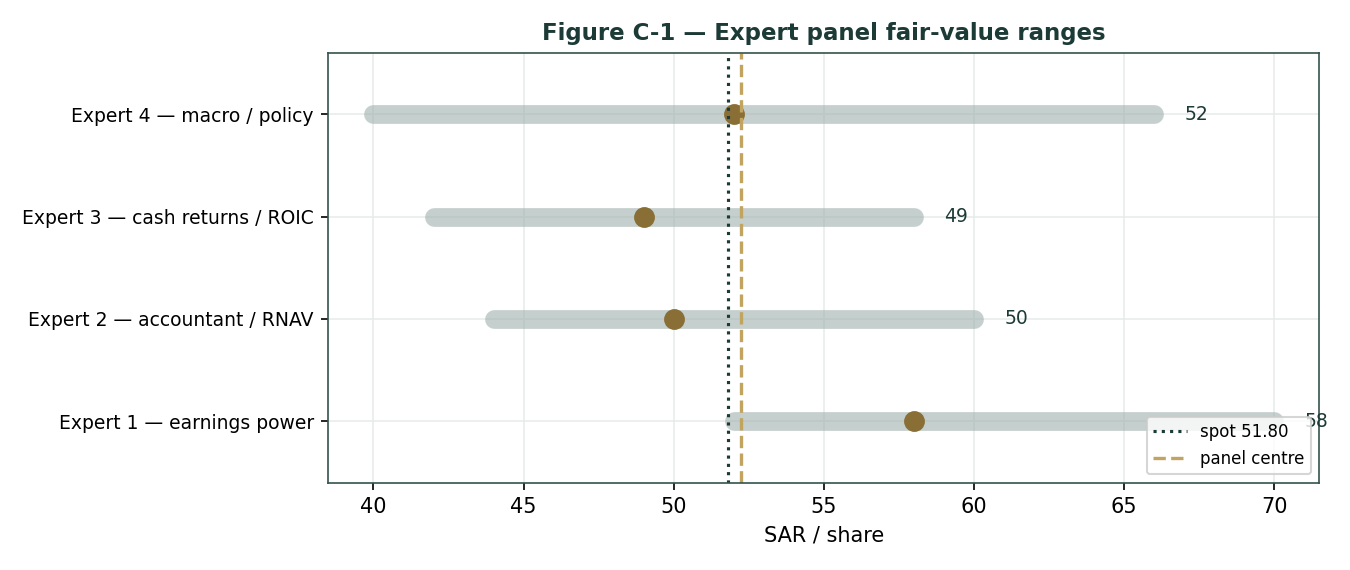 Figure C-1 — Expert panel fair-value ranges
Expert 4 — macro / policy
52
Expert 3 — cash returns / ROIC
49
Expert 2 — accountant / RNAV
50
Expert 1 — earnings power
58
spot 51.80
panel centre
40 45 50 55 60 65 70
SAR / share